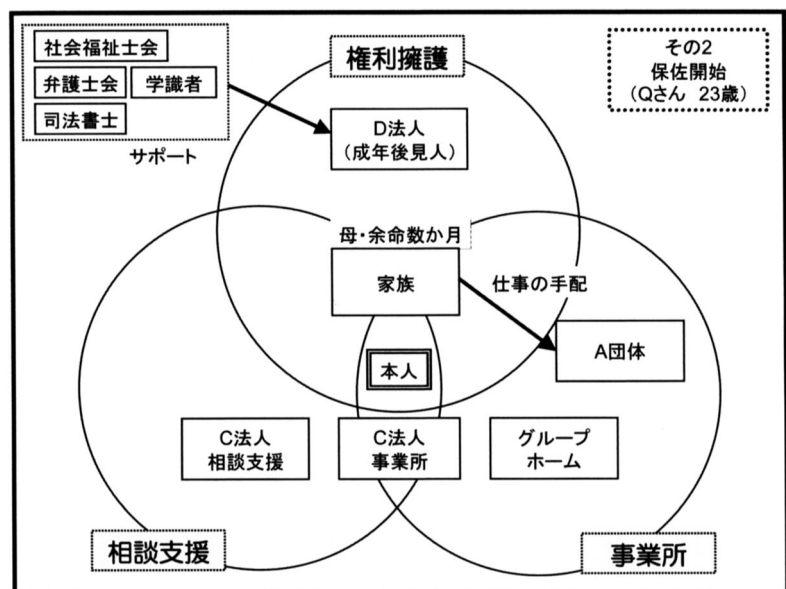 社会福祉士会
弁護士会
学識者
司法書士
サポート
権利擁護
その2
保佐開始
(Qさん 23歳)
D法人
(成年後見人)
母・余命数か月
家族
仕事の手配
A団体
本人
C法人
相談支援
C法人
事業所
グループ
ホーム
相談支援
事業所